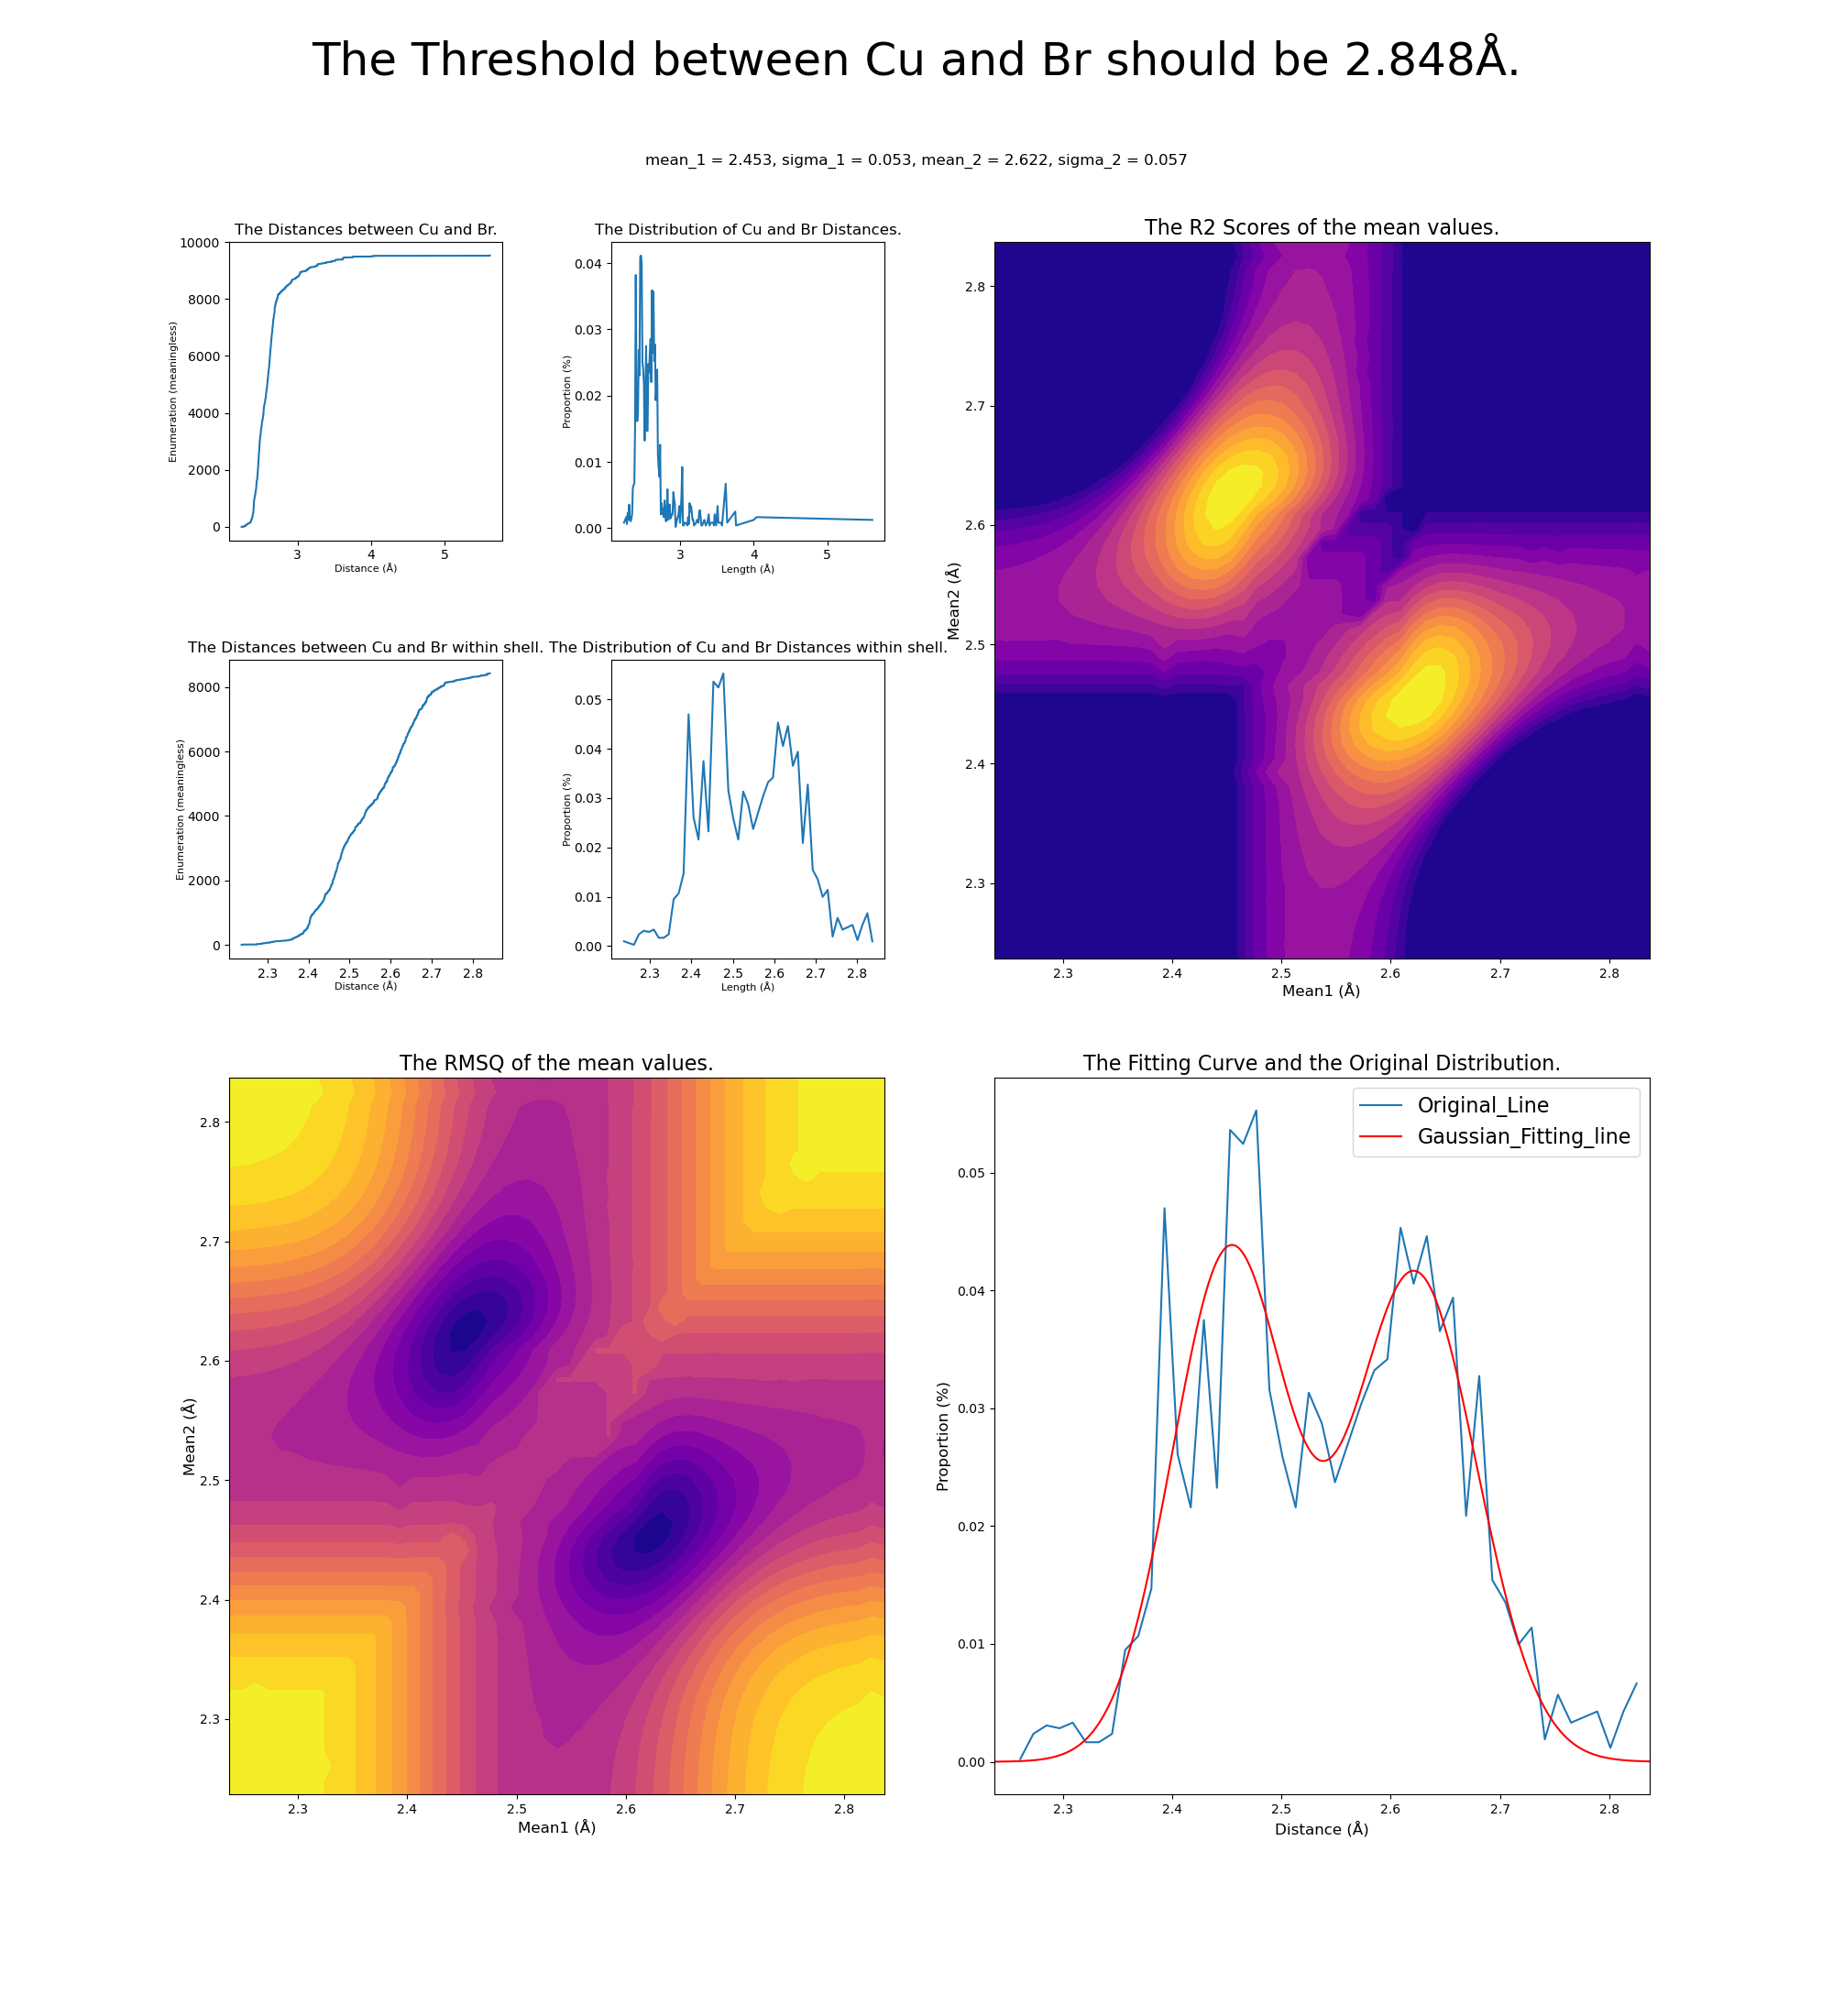 The Threshold between Cu and Br should be 2.848Å.
mean_1 = 2.453, sigma_1 = 0.053, mean_2 = 2.622, sigma_2 = 0.057
The Distances between Cu and Br.
10000
8000
6000
4000
2000
0
Enumeration (meaningless)
3 4 5
Distance (Å)
The Distribution of Cu and Br Distances.
0.04
0.03
0.02
0.01
0.00
Proportion (%)
3 4 5
Length (Å)
The R2 Scores of the mean values.
2.8
2.7
2.6
2.5
2.4
2.3
Mean2 (Å)
2.3 2.4 2.5 2.6 2.7 2.8
Mean1 (Å)
The Distances between Cu and Br within shell.
8000
6000
4000
2000
0
Enumeration (meaningless)
2.3 2.4 2.5 2.6 2.7 2.8
Distance (Å)
The Distribution of Cu and Br Distances within shell.
0.05
0.04
0.03
0.02
0.01
0.00
Proportion (%)
2.3 2.4 2.5 2.6 2.7 2.8
Length (Å)
The RMSQ of the mean values.
2.8
2.7
2.6
2.5
2.4
2.3
Mean2 (Å)
2.3 2.4 2.5 2.6 2.7 2.8
Mean1 (Å)
The Fitting Curve and the Original Distribution.
Original_Line
Gaussian_Fitting_line
0.05
0.04
0.03
0.02
0.01
0.00
Proportion (%)
2.3 2.4 2.5 2.6 2.7 2.8
Distance (Å)